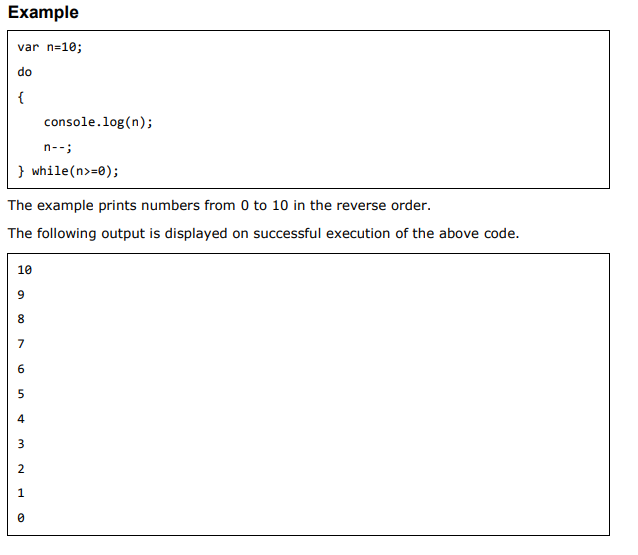 Example
var n=10;
do
{
console.log(n);
n--;
} while(n>=0);
The example prints numbers from 0 to 10 in the reverse order.
The following output is displayed on successful execution of the above code.
10
9
8
7
6
5
4
3
2
1
0